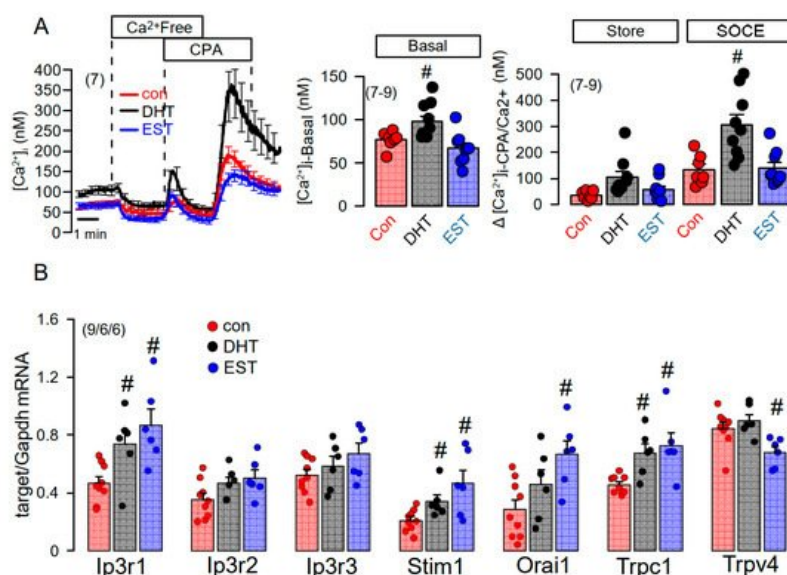 A
Ca²⁺Free
CPA
400
350
300
250
200
150
100
50
0
[Ca²⁺]i (nM)
(7)
con
DHT
EST
1 min
Basal
150
100
50
0
[Ca²⁺]i-Basal (nM)
(7-9)
#
Con
DHT
EST
Store
SOCE
500
400
300
200
100
0
Δ [Ca²⁺]i-CPA/Ca2+ (nM)
(7-9)
#
Con
DHT
EST
Con
DHT
EST
B
1.6
1.2
0.8
0.4
0
target/Gapdh mRNA
(9/6/6)
con
DHT
EST
# #
# #
#
# #
#
Ip3r1 Ip3r2 Ip3r3 Stim1 Orai1 Trpc1 Trpv4